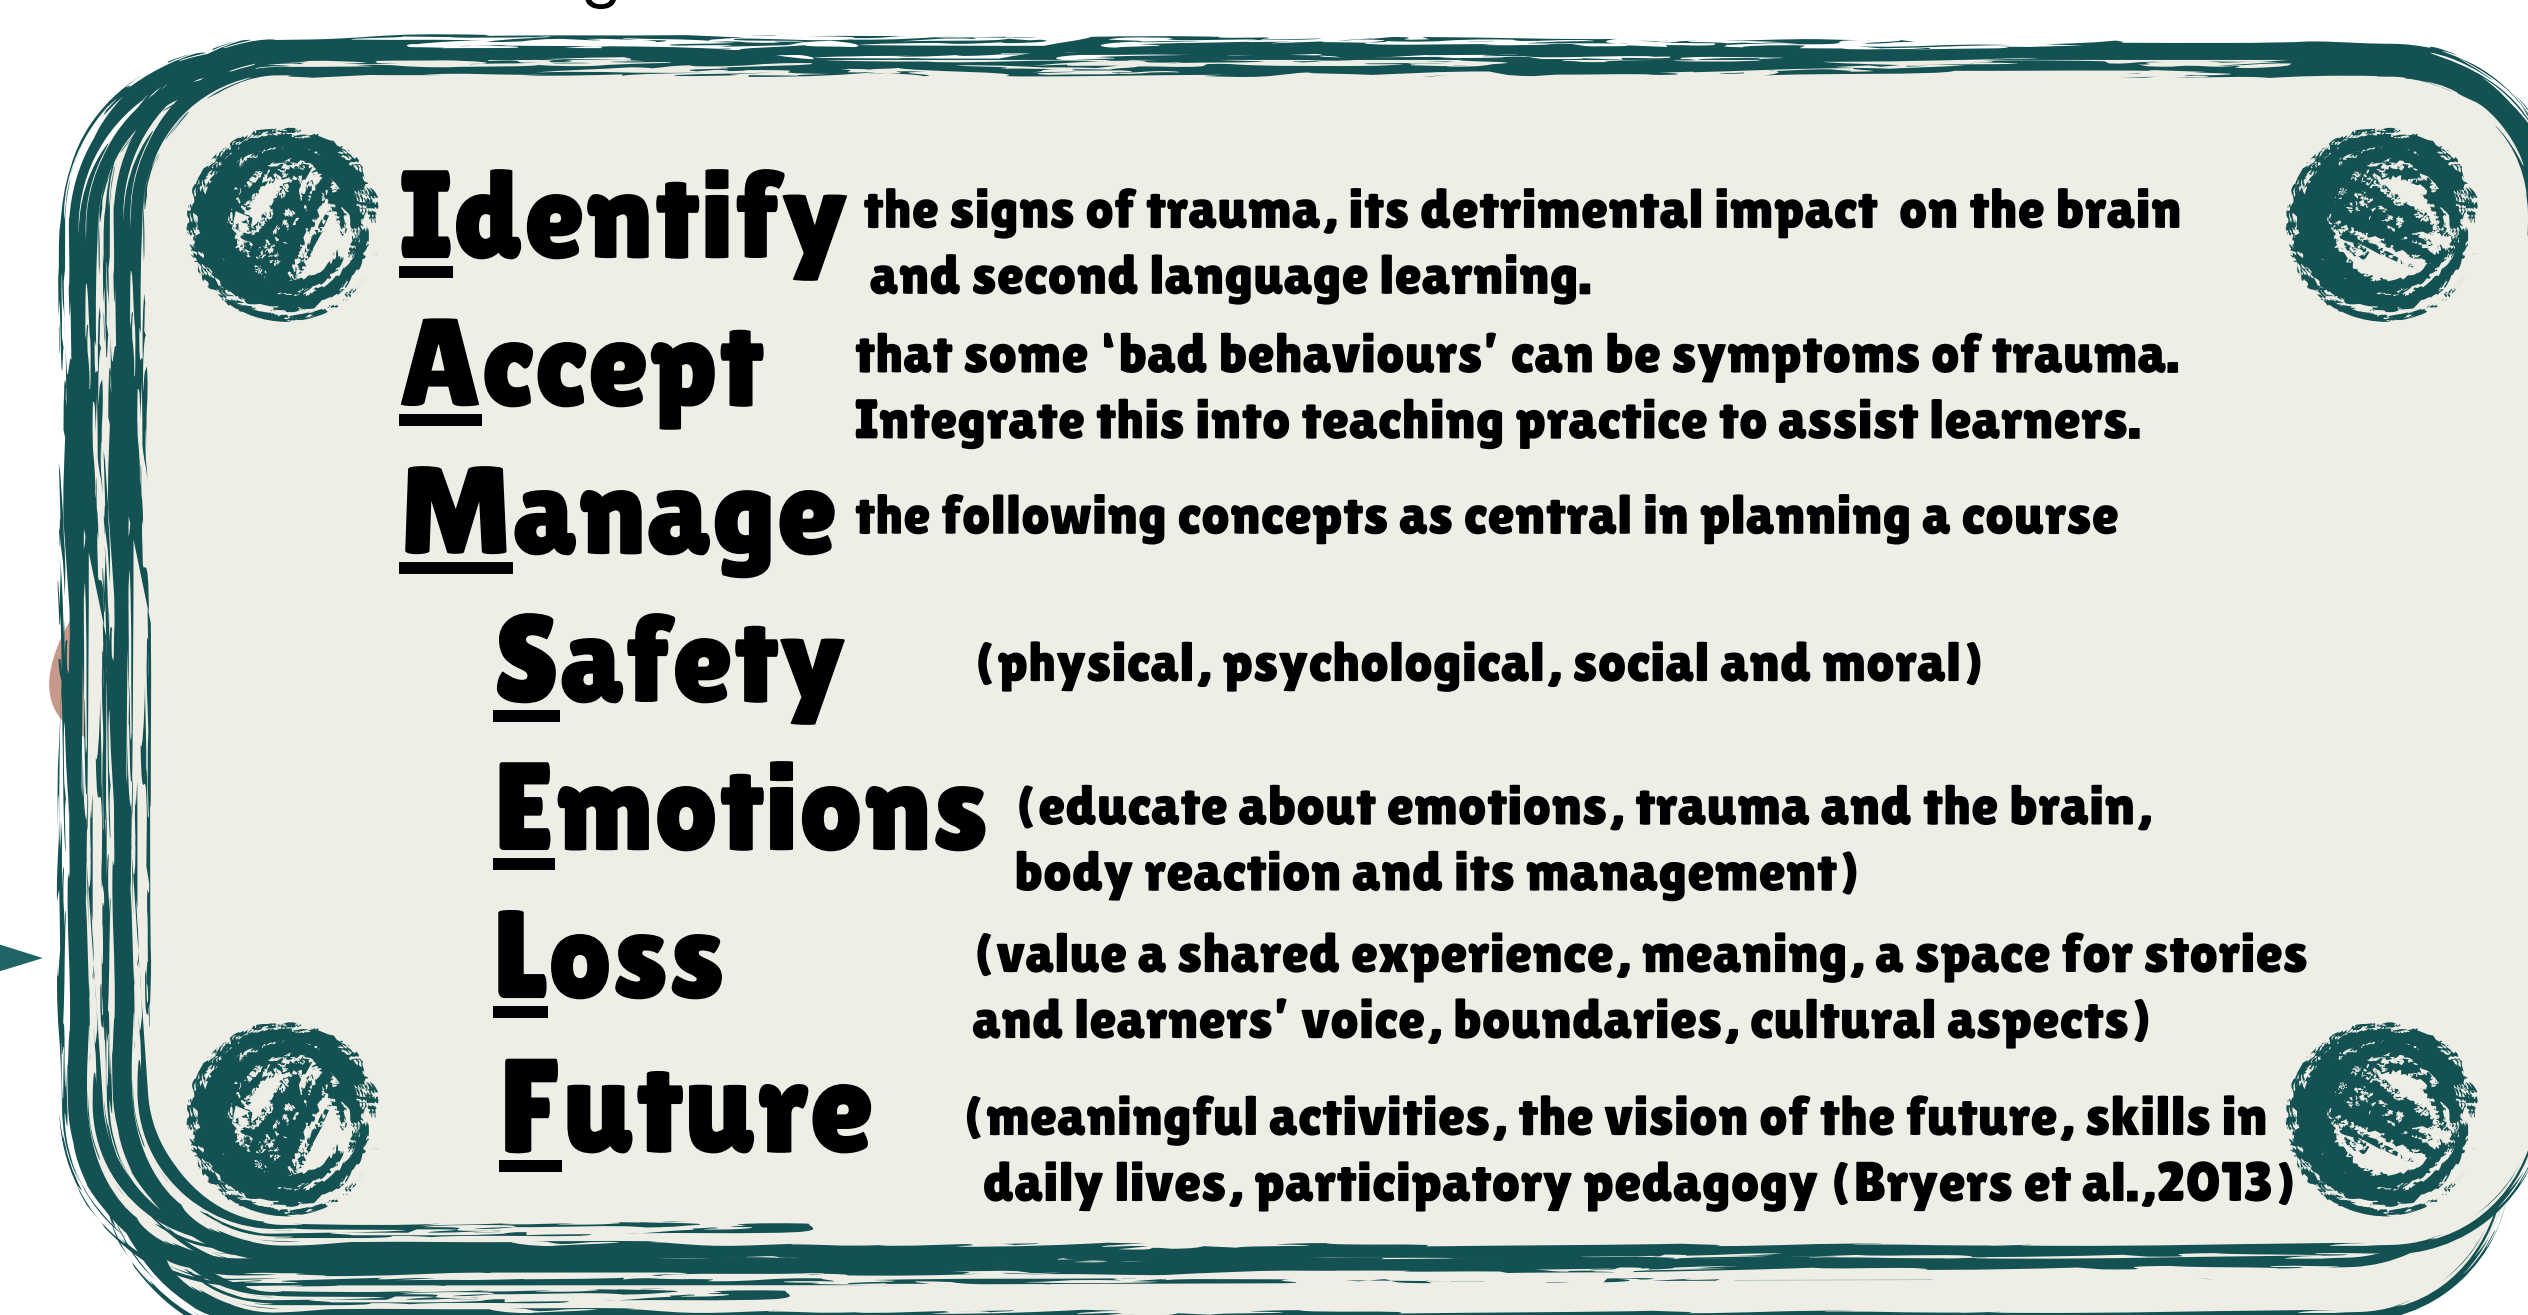 Identify the signs of trauma, its detrimental impact on the brain
and second language learning.
Accept that some ‘bad behaviours’ can be symptoms of trauma.
Integrate this into teaching practice to assist learners.
Manage the following concepts as central in planning a course
Safety (physical, psychological, social and moral)
Emotions (educate about emotions, trauma and the brain,
body reaction and its management)
Loss (value a shared experience, meaning, a space for stories
and learners’ voice, boundaries, cultural aspects)
Future (meaningful activities, the vision of the future, skills in
daily lives, participatory pedagogy (Bryers et al.,2013)